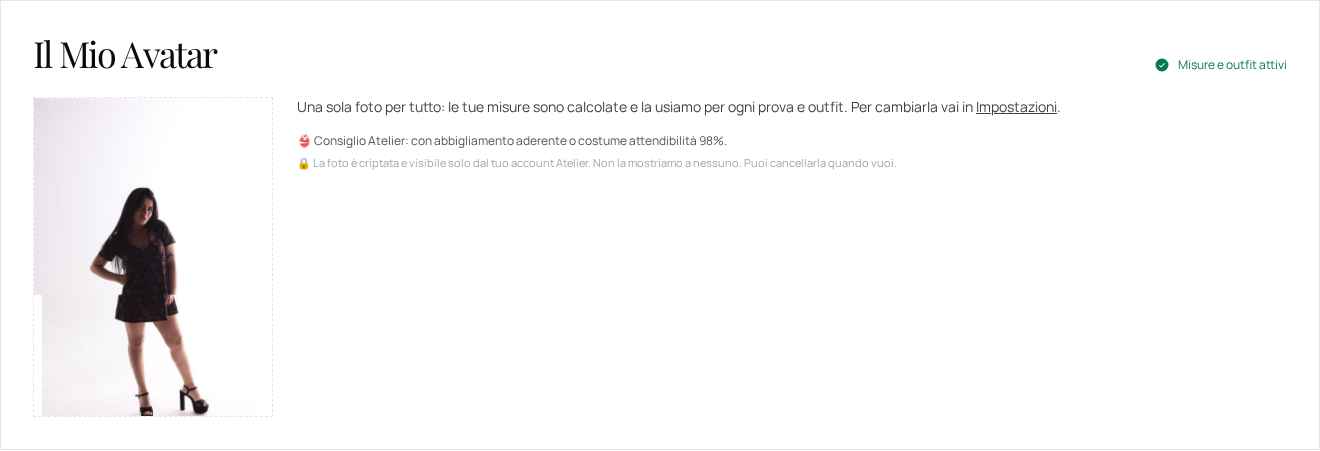 Il Mio Avatar
Misure e outfit attivi
Una sola foto per tutto: le tue misure sono calcolate e la usiamo per ogni prova e outfit. Per cambiarla vai in Impostazioni.
👙 Consiglio Atelier: con abbigliamento aderente o costume attendibilità 98%.
🔒 La foto è criptata e visibile solo dal tuo account Atelier. Non la mostriamo a nessuno. Puoi cancellarla quando vuoi.